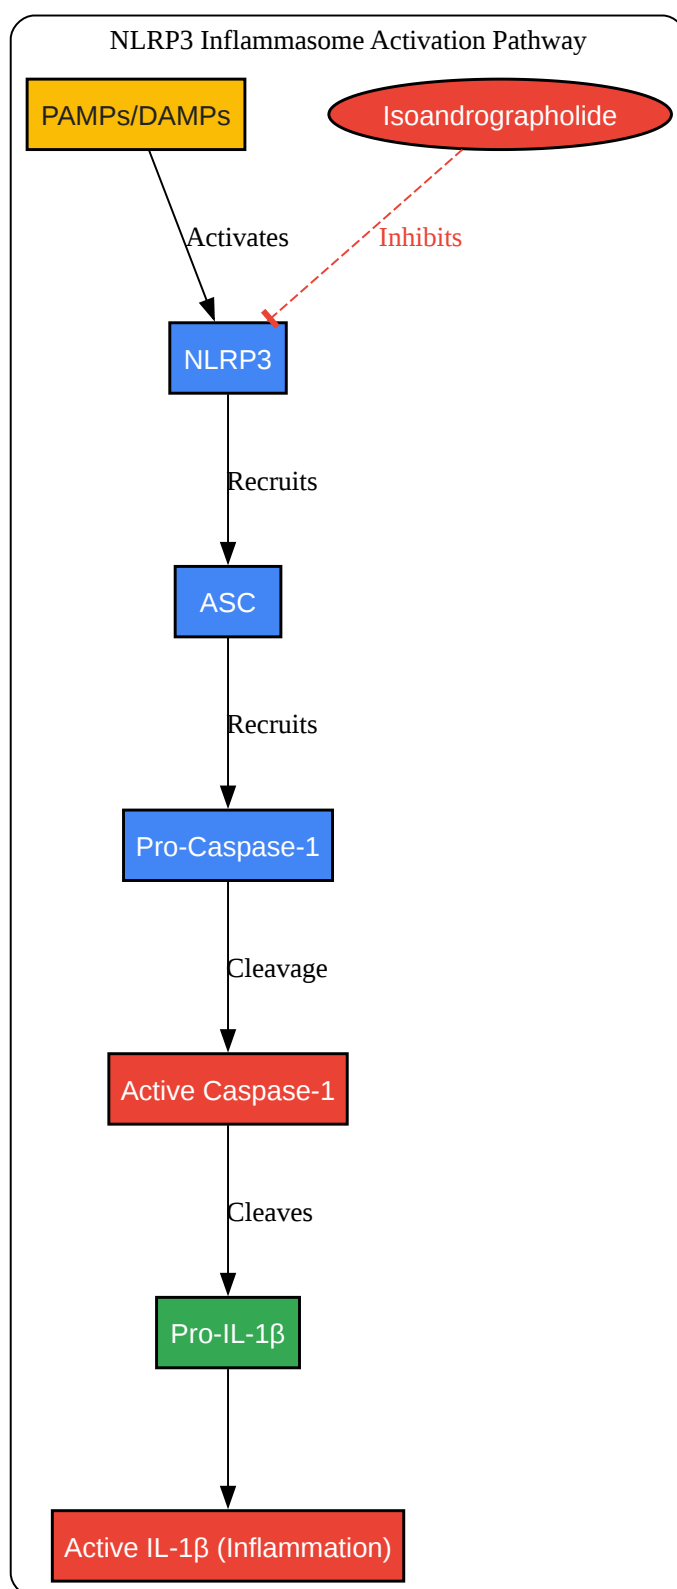 NLRP3 Inflammasome Activation Pathway
PAMPs/DAMPs
Isoandrographolide
Activates
Inhibits
NLRP3
Recruits
ASC
Recruits
Pro-Caspase-1
Cleavage
Active Caspase-1
Cleaves
Pro-IL-1β
Active IL-1β (Inflammation)